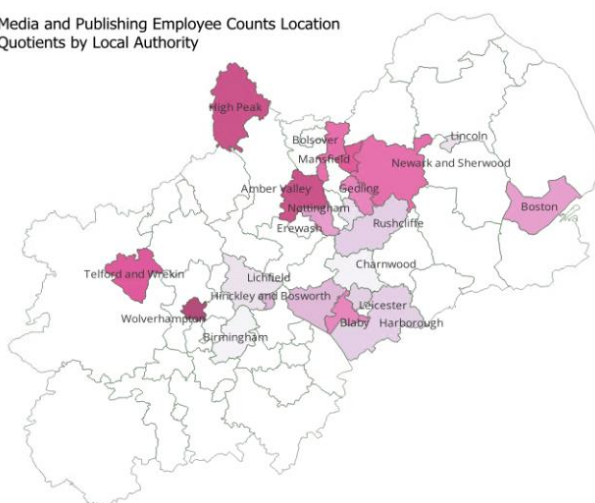 Media and Publishing Employee Counts Location
Quotients by Local Authority
High Peak
Lincoln
Bolsover
Mansfield
Newark and Sherwood
Amber Valley
Gedling
Nottingham
Boston
Erewash
Rushcliffe
Charnwood
Telford and Wrekin
Lichfield
Hinckley and Bosworth
Leicester
Wolverhampton
Blaby
Harborough
Birmingham